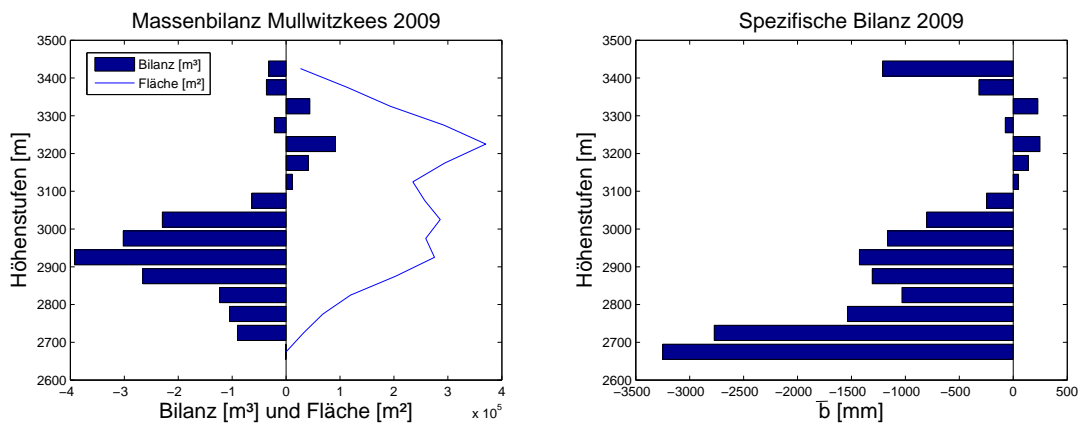 Massenbilanz Mullwitzkees 2009
3500
3400
3300
3200
3100
3000
2900
2800
2700
2600
Höhenstufen [m]
Bilanz [m³]
Fläche [m²]
−4 −3 −2 −1 0 1 2 3 4
x 10⁵
Bilanz [m³] und Fläche [m²]
Spezifische Bilanz 2009
3500
3400
3300
3200
3100
3000
2900
2800
2700
2600
Höhenstufen [m]
−3500 −3000 −2500 −2000 −1500 −1000 −500 0 500
b̅ [mm]